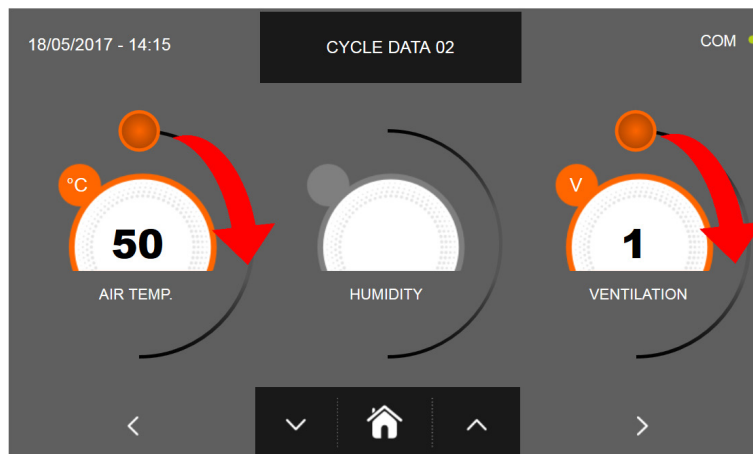 18/05/2017 - 14:15
CYCLE DATA 02
COM
°C
50
AIR TEMP.
HUMIDITY
V
1
VENTILATION